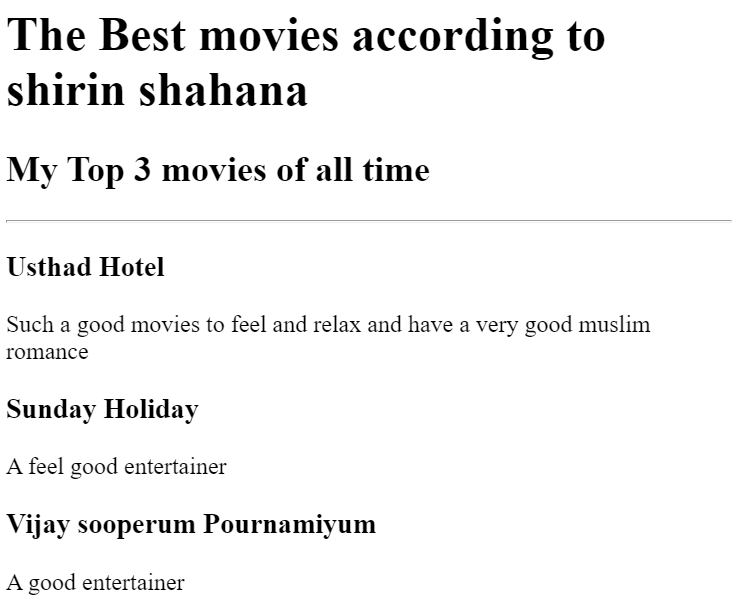 The Best movies according to
shirin shahana
My Top 3 movies of all time
Usthad Hotel
Such a good movies to feel and relax and have a very good muslim
romance
Sunday Holiday
A feel good entertainer
Vijay sooperum Pournamiyum
A good entertainer